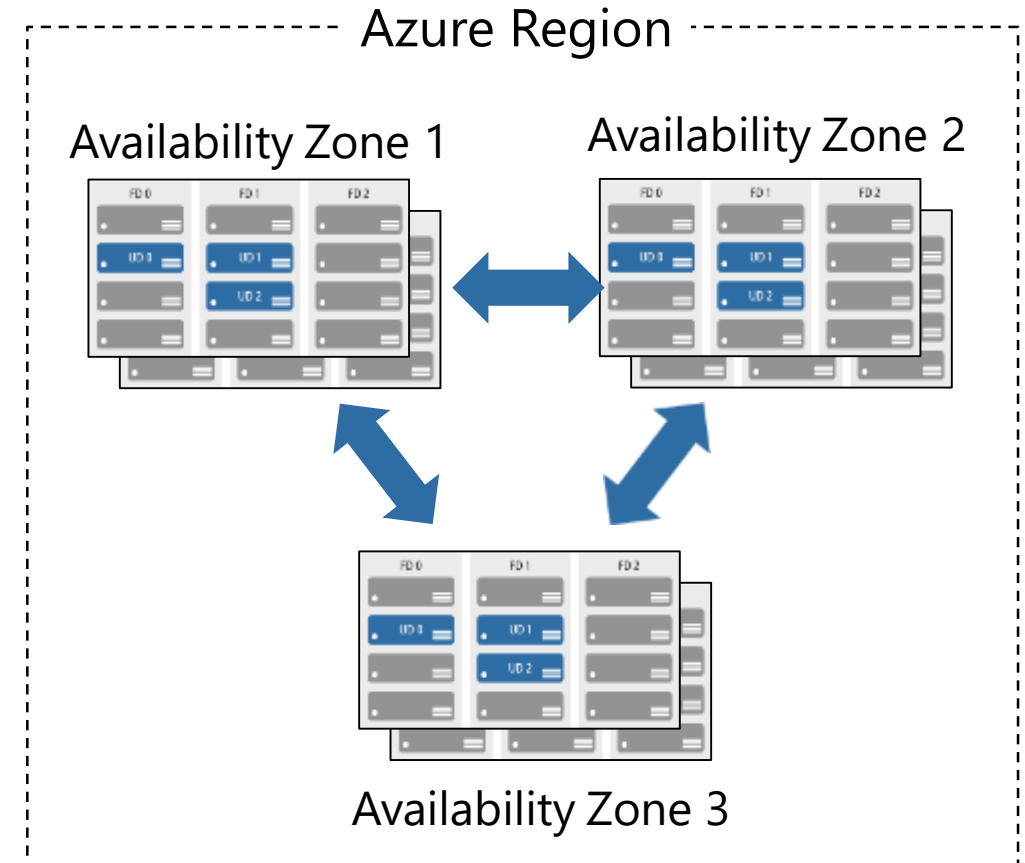 Azure Region
Availability Zone 1
Availability Zone 2
FD 0 FD 1 FD 2
UD 0 UD 1
UD 2
FD 0 FD 1 FD 2
UD 0 UD 1
UD 2
FD 0 FD 1 FD 2
UD 0 UD 1
UD 2
Availability Zone 3